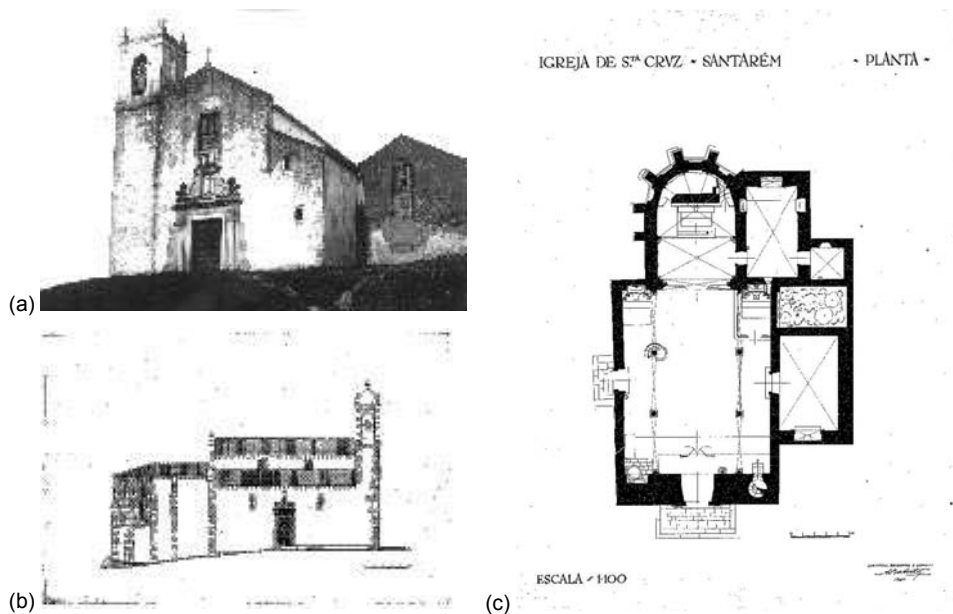 (a)
(b)
IGREJA DE S.TA CRVZ - SANTARÉM - PLANTA -
ESCALA / 1:100
(c)